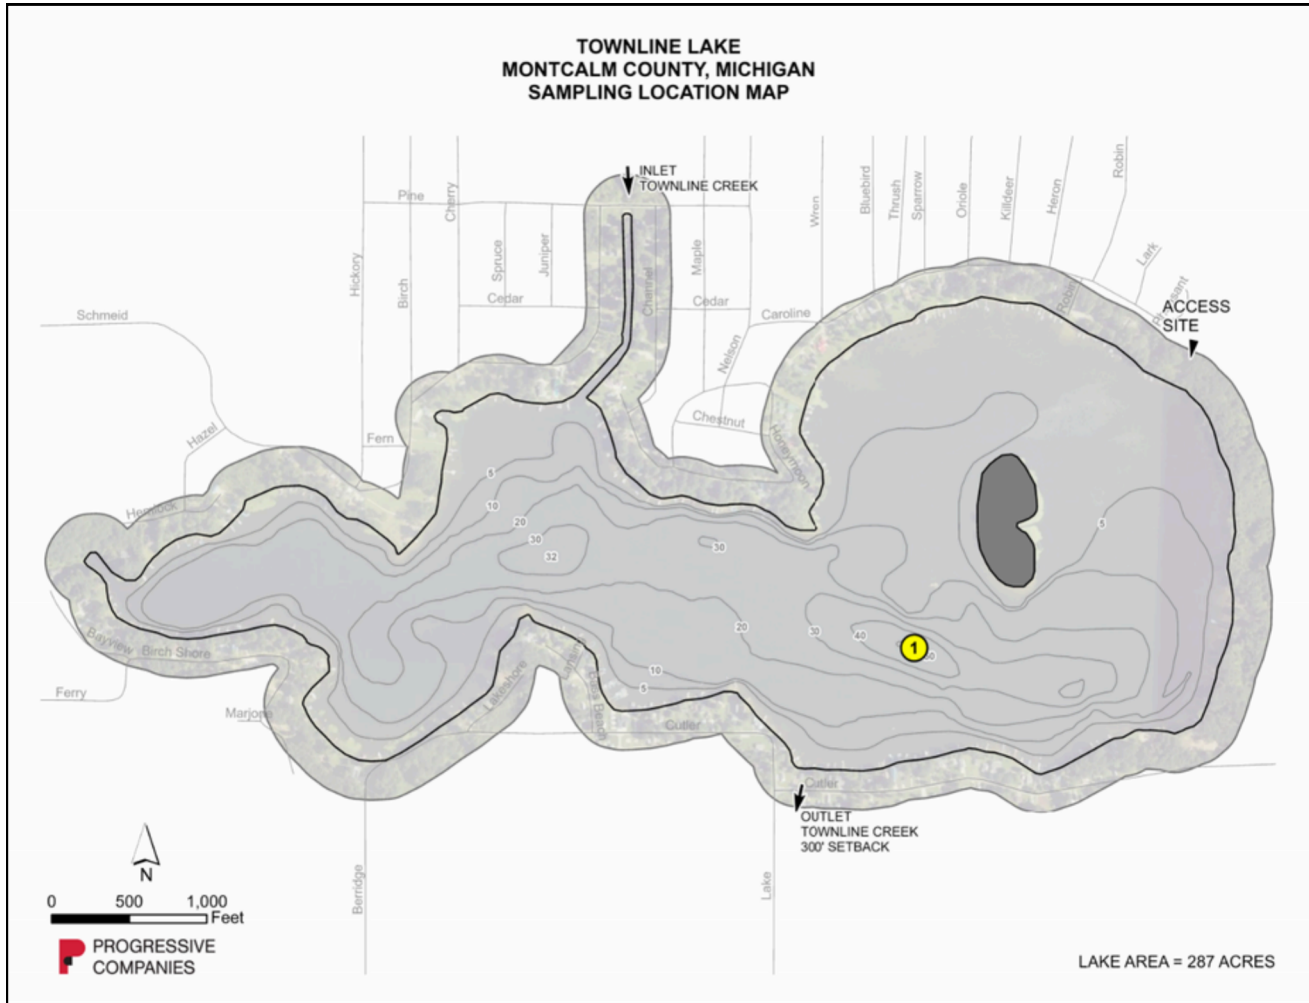 TOWNLINE LAKE
MONTCALM COUNTY, MICHIGAN
SAMPLING LOCATION MAP
INLET
TOWNLINE CREEK
Pine
Cherry
Hickory
Birch
Spruce
Juniper
Cedar
Channel
Maple
Cedar
Nelson
Caroline
Wren
Bluebird
Thrush
Sparrow
Oriole
Killdeer
Heron
Robin
Lark
Robin
Pheasant
ACCESS
SITE
Schmeid
Hazel
Fern
Chestnut
Honeymoon
Hemlock
5
10
20
30
32
30
5
20
30
40
1
10
5
Bayview
Birch Shore
Ferry
Marjorie
Lakeshore
Beach
Cutler
Cutler
OUTLET
TOWNLINE CREEK
300' SETBACK
Berridge
Lake
N
0 500 1,000
Feet
PROGRESSIVE
COMPANIES
LAKE AREA = 287 ACRES